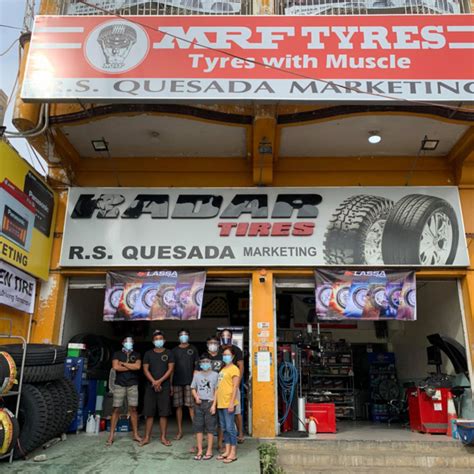 MRF TYRES
Tyres with Muscle
R.S. QUESADA MARKETING
RADAR
TIRES
R.S. QUESADA MARKETING
LASSA
LASSA